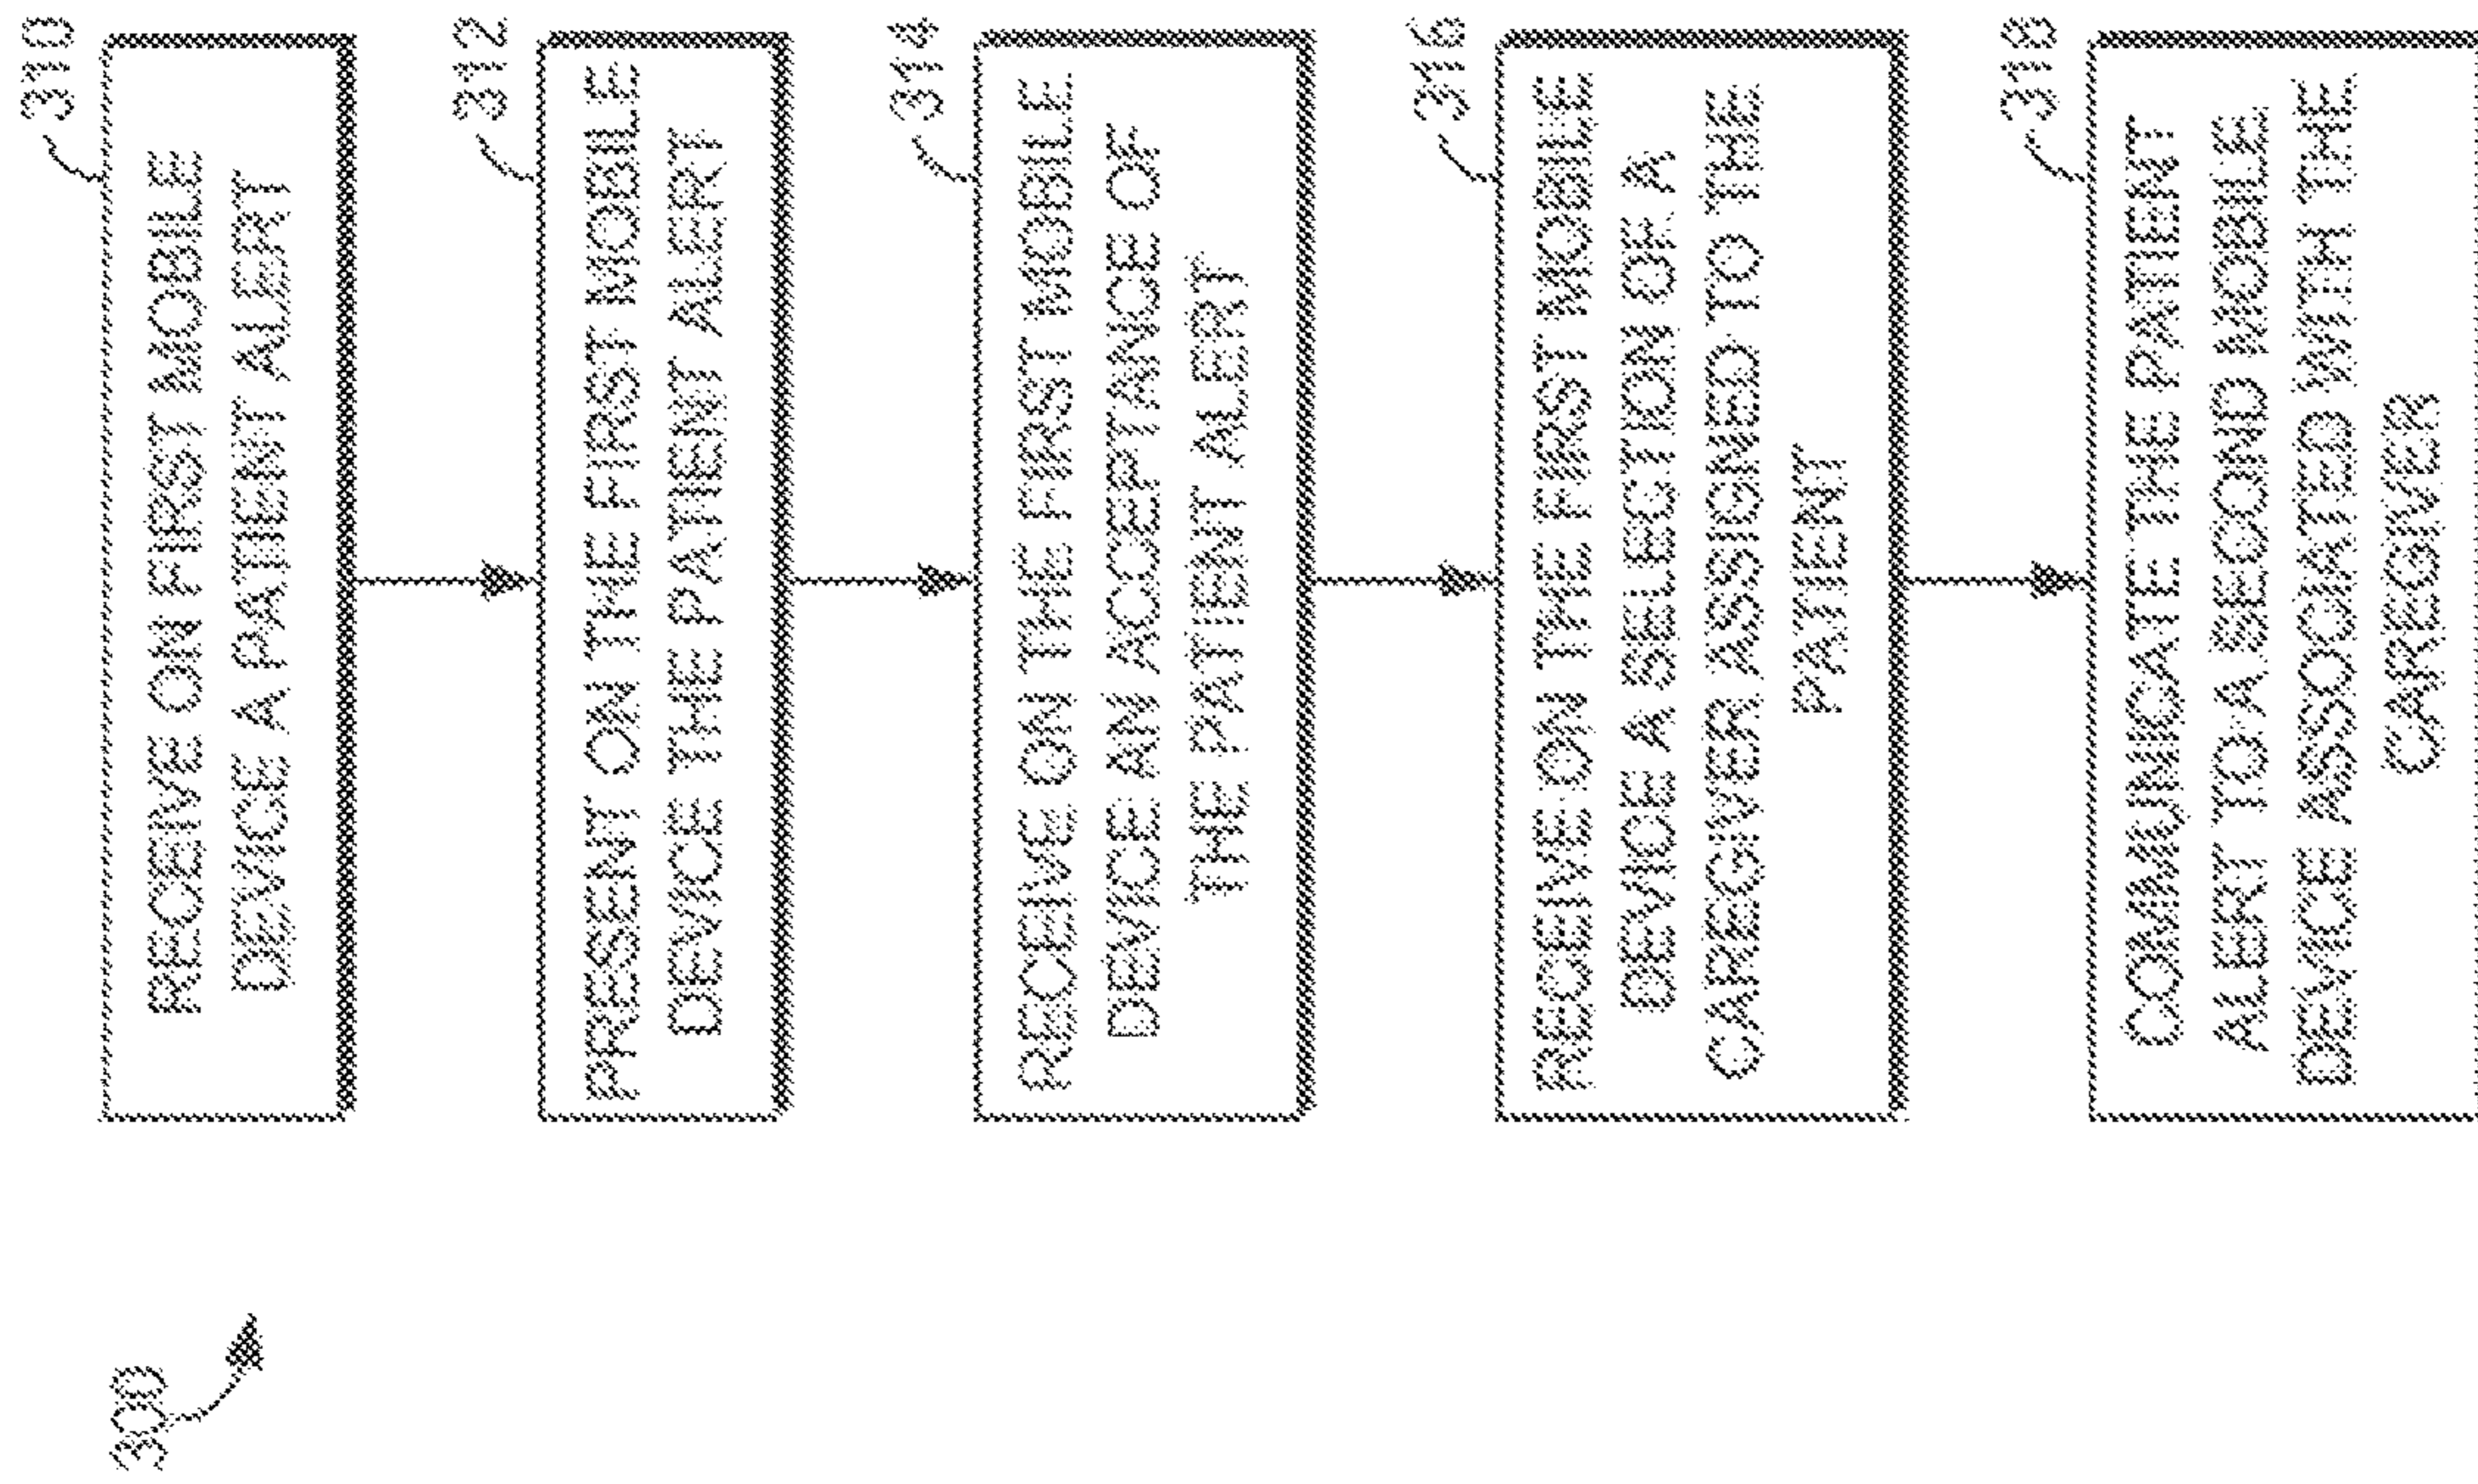 300
310
RECEIVE ON FIRST MOBILE
DEVICE A PATIENT ALERT
312
PRESENT ON THE FIRST MOBILE
DEVICE THE PATIENT ALERT
314
RECEIVE ON THE FIRST MOBILE
DEVICE AN ACCEPTANCE OF
THE PATIENT ALERT
316
RECEIVE ON THE FIRST MOBILE
DEVICE A SELECTION OF A
CAREGIVER ASSIGNED TO THE
PATIENT
318
COMMUNICATE THE PATIENT
ALERT TO A SECOND MOBILE
DEVICE ASSOCIATED WITH THE
CAREGIVER